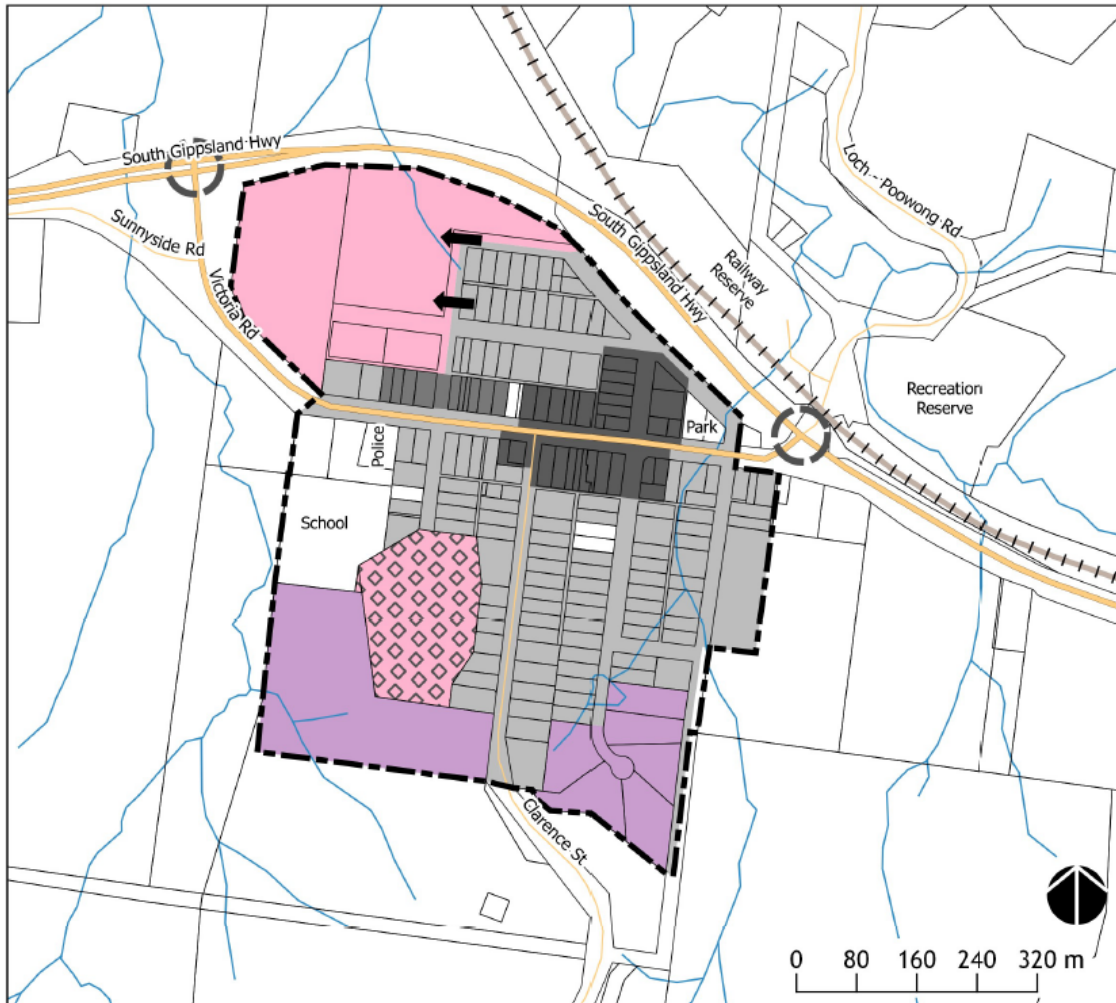 South Gippsland Hwy
Sunnyside Rd
Victoria Rd
South Gippsland Hwy
Loch - Poowong Rd
Railway
Reserve
Recreation
Reserve
Park
Police
School
Clarence St
0 80 160 240 320 m